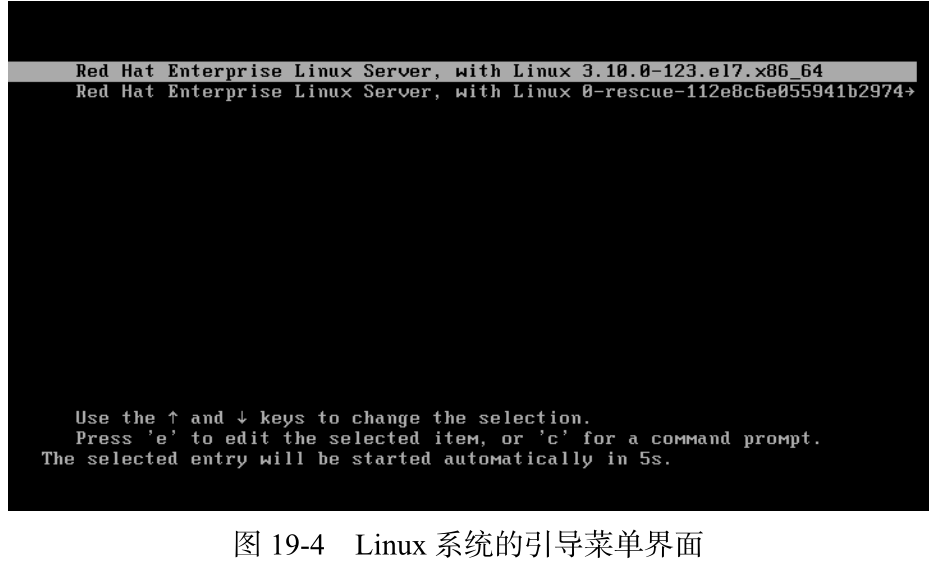 Red Hat Enterprise Linux Server, with Linux 3.10.0-123.el7.x86_64
Red Hat Enterprise Linux Server, with Linux 0-rescue-112e8c6e055941b2974→
Use the ↑ and ↓ keys to change the selection.
Press 'e' to edit the selected item, or 'c' for a command prompt.
The selected entry will be started automatically in 5s.
图 19-4 Linux 系统的引导菜单界面